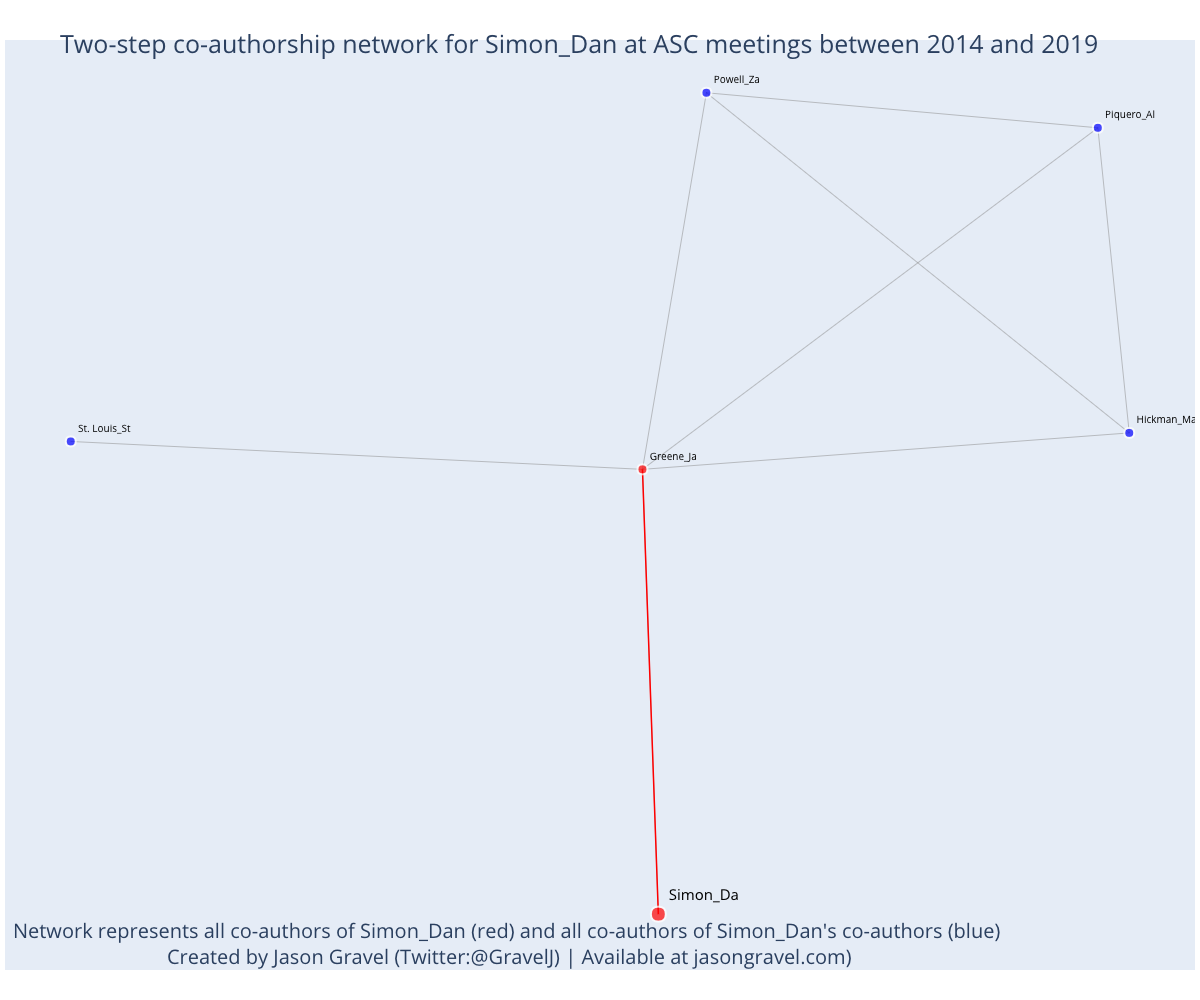 Two-step co-authorship network for Simon_Dan at ASC meetings between 2014 and 2019
Powell_Za
Piquero_Al
Hickman_Ma
St. Louis_St
Greene_Ja
Simon_Da
Network represents all co-authors of Simon_Dan (red) and all co-authors of Simon_Dan's co-authors (blue)
Created by Jason Gravel (Twitter:@GravelJ) | Available at jasongravel.com)